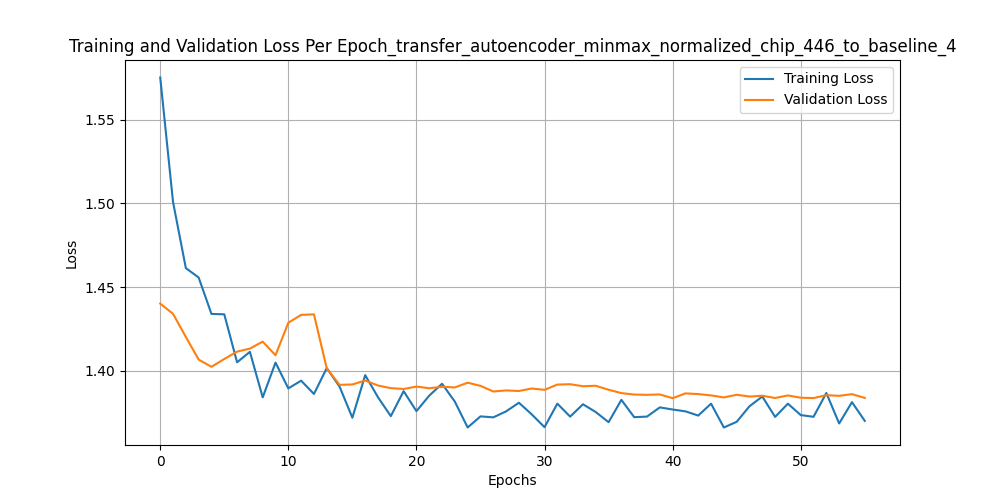 Training and Validation Loss Per Epoch_transfer_autoencoder_minmax_normalized_chip_446_to_baseline_4
Training Loss
Validation Loss
1.55
1.50
1.45
1.40
Loss
0 10 20 30 40 50
Epochs